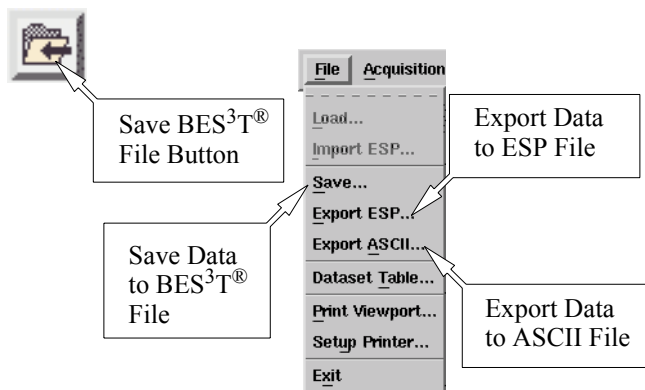 Save BES³T®
File Button
File Acquisition
Load...
Import ESP...
Save...
Export ESP...
Export ASCII...
Dataset Table...
Print Viewport...
Setup Printer...
Exit
Export Data
to ESP File
Save Data
to BES³T®
File
Export Data
to ASCII File